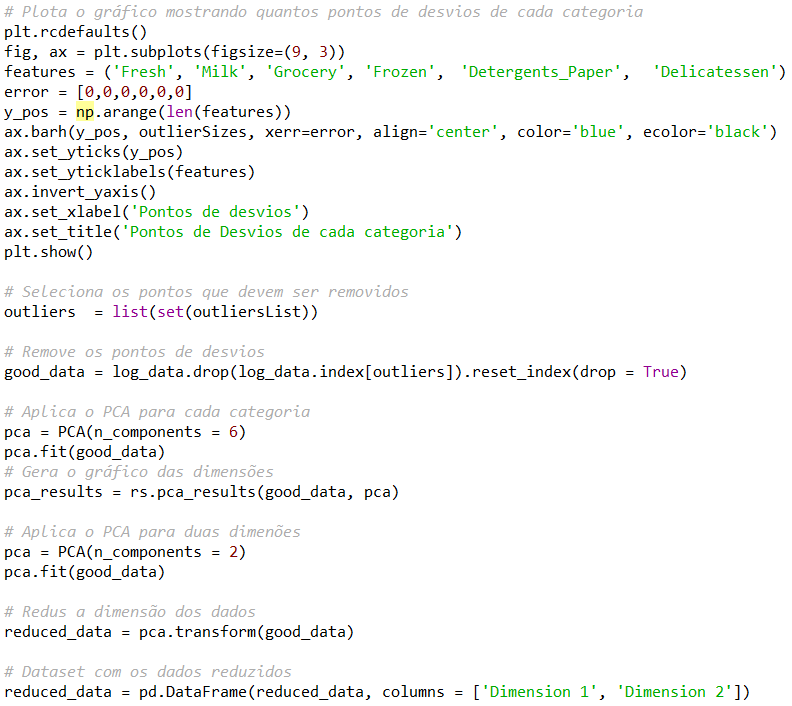 # Plota o gráfico mostrando quantos pontos de desvios de cada categoria
plt.rcdefaults()
fig, ax = plt.subplots(figsize=(9, 3))
features = ('Fresh', 'Milk', 'Grocery', 'Frozen',  'Detergents_Paper',  'Delicatessen')
error = [0,0,0,0,0,0]
y_pos = np.arange(len(features))
ax.barh(y_pos, outlierSizes, xerr=error, align='center', color='blue', ecolor='black')
ax.set_yticks(y_pos)
ax.set_yticklabels(features)
ax.invert_yaxis()
ax.set_xlabel('Pontos de desvios')
ax.set_title('Pontos de Desvios de cada categoria')
plt.show()

# Seleciona os pontos que devem ser removidos
outliers  = list(set(outliersList))

# Remove os pontos de desvios
good_data = log_data.drop(log_data.index[outliers]).reset_index(drop = True)

# Aplica o PCA para cada categoria
pca = PCA(n_components = 6)
pca.fit(good_data)
# Gera o gráfico das dimensões
pca_results = rs.pca_results(good_data, pca)

# Aplica o PCA para duas dimenões
pca = PCA(n_components = 2)
pca.fit(good_data)

# Redus a dimensão dos dados
reduced_data = pca.transform(good_data)

# Dataset com os dados reduzidos
reduced_data = pd.DataFrame(reduced_data, columns = ['Dimension 1', 'Dimension 2'])